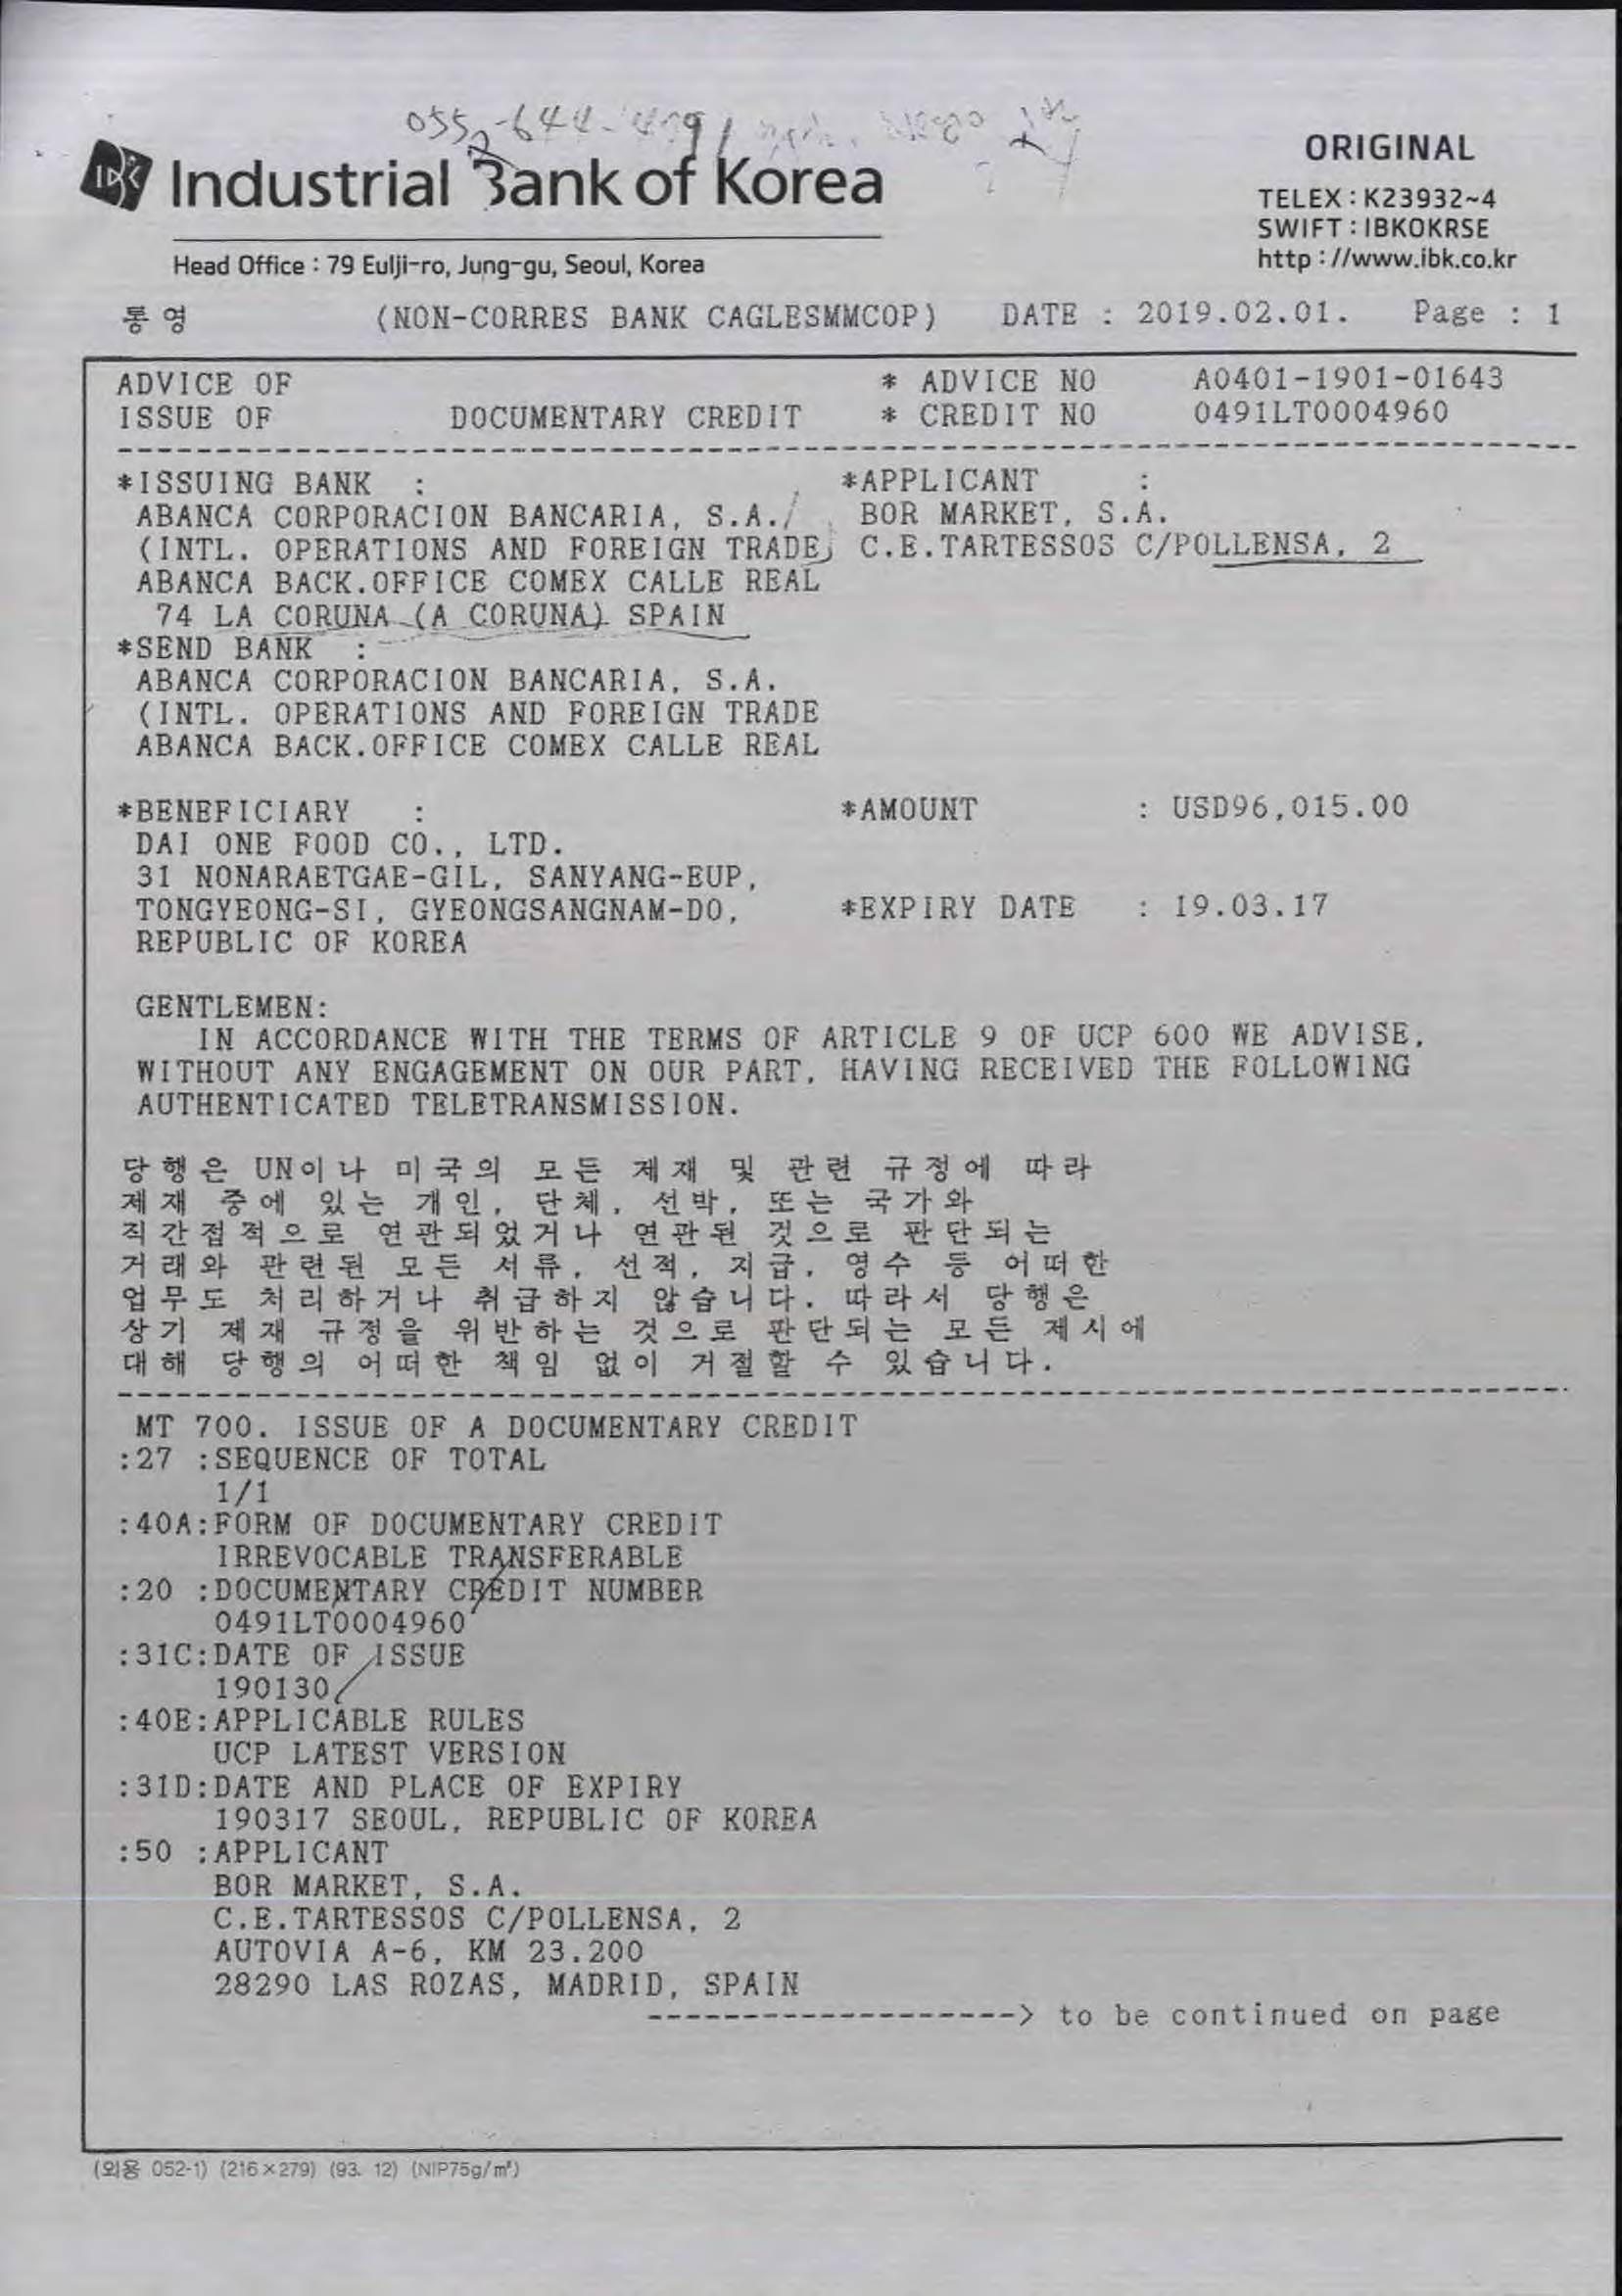 055-644-
Industrial Bank of Korea
ORIGINAL
TELEX : K23932~4
SWIFT : IBKOKRSE
http : //www.ibk.co.kr
Head Office : 79 Eulji-ro, Jung-gu, Seoul, Korea
통영 (NON-CORRES BANK CAGLESMMCOP) DATE : 2019.02.01. Page : 1
ADVICE OF * ADVICE NO A0401-1901-01643
ISSUE OF DOCUMENTARY CREDIT * CREDIT NO 0491LT0004960
*ISSUING BANK : *APPLICANT :
ABANCA CORPORACION BANCARIA, S.A. BOR MARKET, S.A.
(INTL. OPERATIONS AND FOREIGN TRADE C.E.TARTESSOS C/POLLENSA, 2
ABANCA BACK.OFFICE COMEX CALLE REAL
74 LA CORUNA (A CORUNA) SPAIN
*SEND BANK :
ABANCA CORPORACION BANCARIA, S.A.
(INTL. OPERATIONS AND FOREIGN TRADE
ABANCA BACK.OFFICE COMEX CALLE REAL
*BENEFICIARY : *AMOUNT : USD96,015.00
DAI ONE FOOD CO., LTD.
31 NONARAETGAE-GIL, SANYANG-EUP,
TONGYEONG-SI, GYEONGSANGNAM-DO, *EXPIRY DATE : 19.03.17
REPUBLIC OF KOREA
GENTLEMEN:
IN ACCORDANCE WITH THE TERMS OF ARTICLE 9 OF UCP 600 WE ADVISE,
WITHOUT ANY ENGAGEMENT ON OUR PART, HAVING RECEIVED THE FOLLOWING
AUTHENTICATED TELETRANSMISSION.
당행은 UN이나 미국의 모든 제재 및 관련 규정에 따라
제재 중에 있는 개인, 단체, 선박, 또는 국가와
직간접적으로 연관되었거나 연관된 것으로 판단되는
거래와 관련된 모든 서류, 선적, 지급, 영수 등 어떠한
업무도 처리하거나 취급하지 않습니다. 따라서 당행은
상기 제재 규정을 위반하는 것으로 판단되는 모든 제시에
대해 당행의 어떠한 책임 없이 거절할 수 있습니다.
MT 700. ISSUE OF A DOCUMENTARY CREDIT
:27 :SEQUENCE OF TOTAL
1/1
:40A:FORM OF DOCUMENTARY CREDIT
IRREVOCABLE TRANSFERABLE
:20 :DOCUMENTARY CREDIT NUMBER
0491LT0004960
:31C:DATE OF ISSUE
190130
:40E:APPLICABLE RULES
UCP LATEST VERSION
:31D:DATE AND PLACE OF EXPIRY
190317 SEOUL, REPUBLIC OF KOREA
:50 :APPLICANT
BOR MARKET, S.A.
C.E.TARTESSOS C/POLLENSA, 2
AUTOVIA A-6, KM 23.200
28290 LAS ROZAS, MADRID, SPAIN
-------------------> to be continued on page
(외용 052-1) (216×279) (93. 12) (NIP75g/㎡)